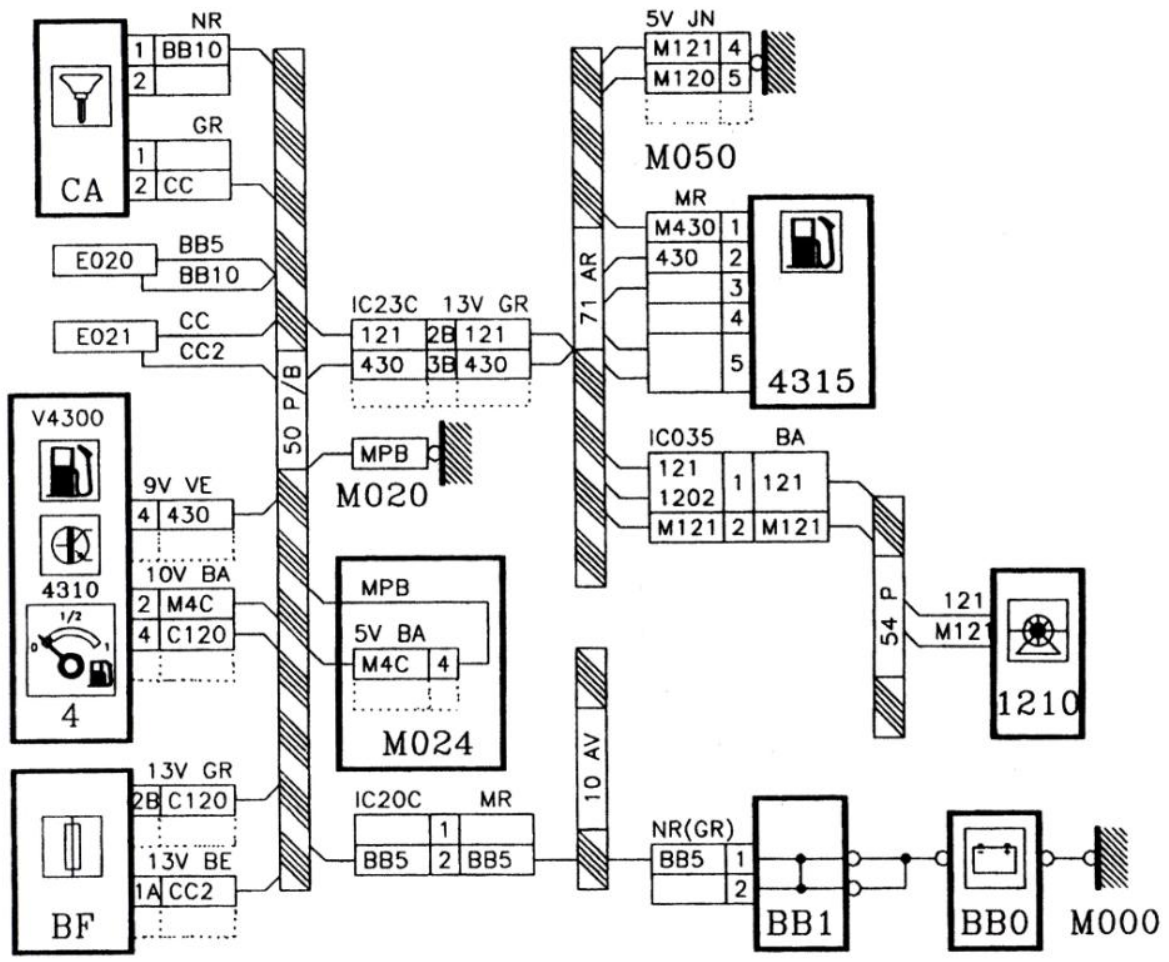 NR
1 BB10
2
GR
1
2 CC
CA
E020
BB5
BB10
E021
CC
CC2
V4300
9V VE
4 430
4310
10V BA
2 M4C
4 C120
0 1/2 1
4
13V GR
2B C120
13V BE
1A CC2
BF
50 P/B
IC23C 13V GR
121 2B 121
430 3B 430
MPB
M020
MPB
5V BA
M4C 4
M024
IC20C MR
1
BB5 2 BB5
71 AR
10 AV
5V JN
M121 4
M120 5
M050
MR
M430 1
430 2
3
4
5
4315
IC035 BA
121
1202 1 121
M121 2 M121
54 P
121
M121
1210
NR(GR)
BB5 1
2
BB1
BB0
M000